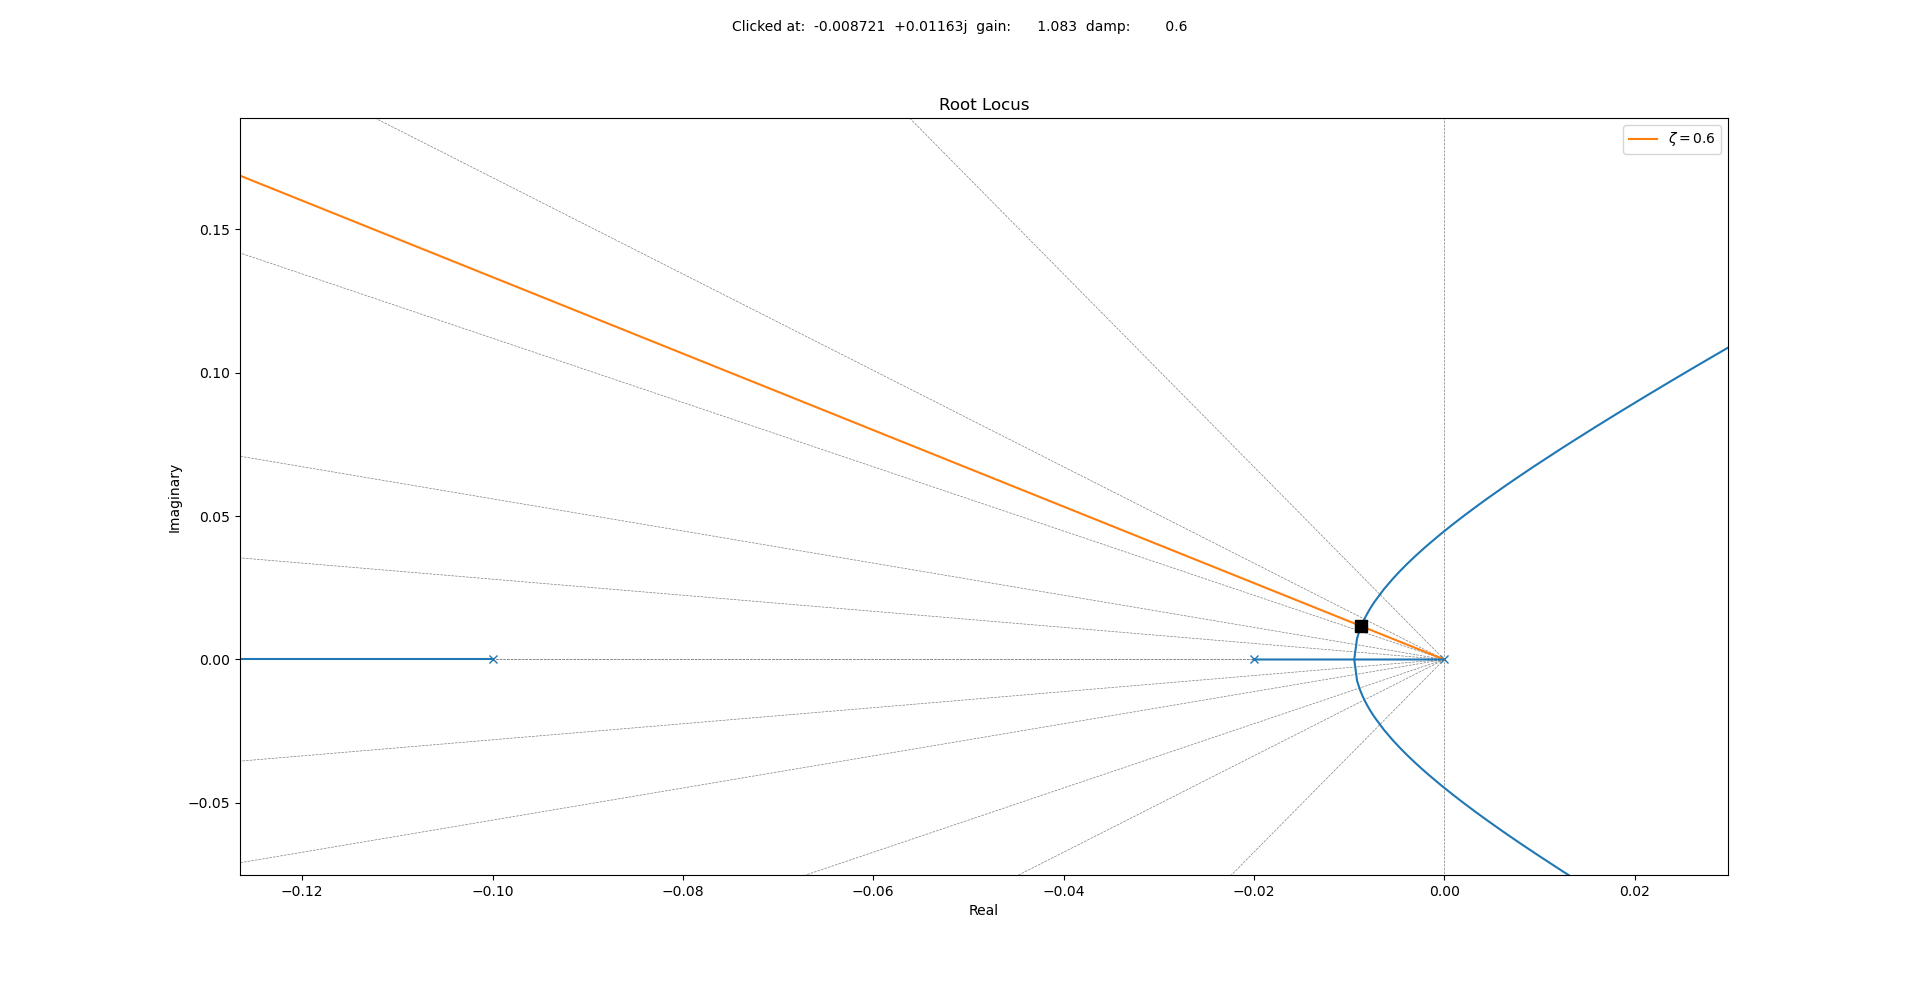 Clicked at:  -0.008721  +0.01163j  gain:      1.083  damp:        0.6
Root Locus
ζ = 0.6
0.15
0.10
0.05
0.00
−0.05
Imaginary
−0.12
−0.10
−0.08
−0.06
−0.04
−0.02
0.00
0.02
Real